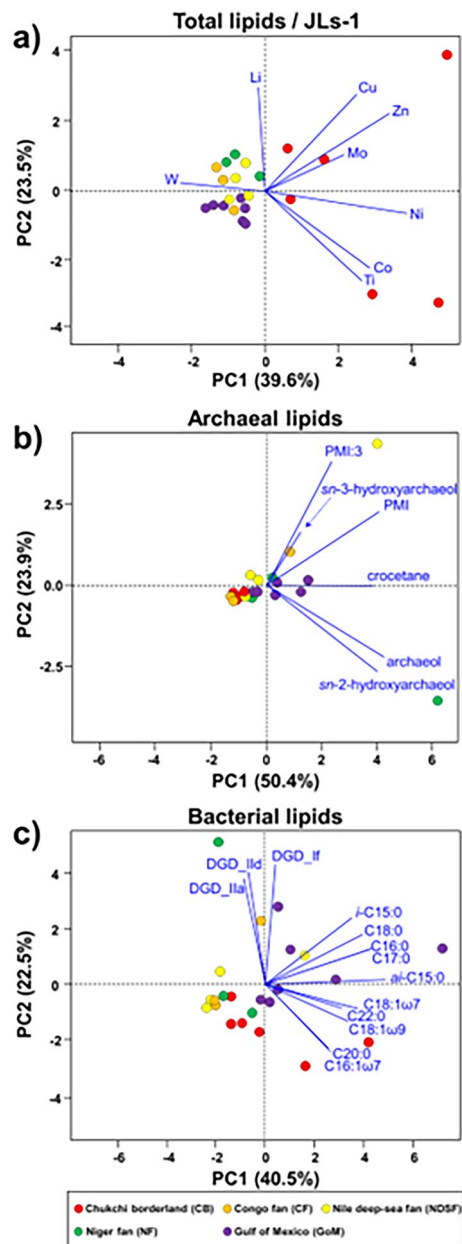 a)
Total lipids / JLs-1
PC2 (23.5%)
4
2
0
-2
-4
Li
Cu
Zn
Mo
W
Ni
Co
Ti
-4
-2
0
2
4
PC1 (39.6%)
b)
Archaeal lipids
PC2 (23.9%)
2.5
0.0
-2.5
PMI:3
sn-3-hydroxyarchaeol
PMI
crocetane
archaeol
sn-2-hydroxyarchaeol
-6
-4
-2
0
2
4
6
PC1 (50.4%)
c)
Bacterial lipids
PC2 (22.5%)
4
2
0
-2
-4
DGD_IId
DGD_If
DGD_IIa
i-C15:0
C18:0
C16:0
C17:0
ai-C15:0
C18:1ω7
C22:0
C18:1ω9
C20:0
C16:1ω7
-6
-4
-2
0
2
4
6
PC1 (40.5%)
Chukchi borderland (CB) Congo fan (CF) Nile deep-sea fan (NDSF)
Niger fan (NF) Gulf of Mexico (GoM)